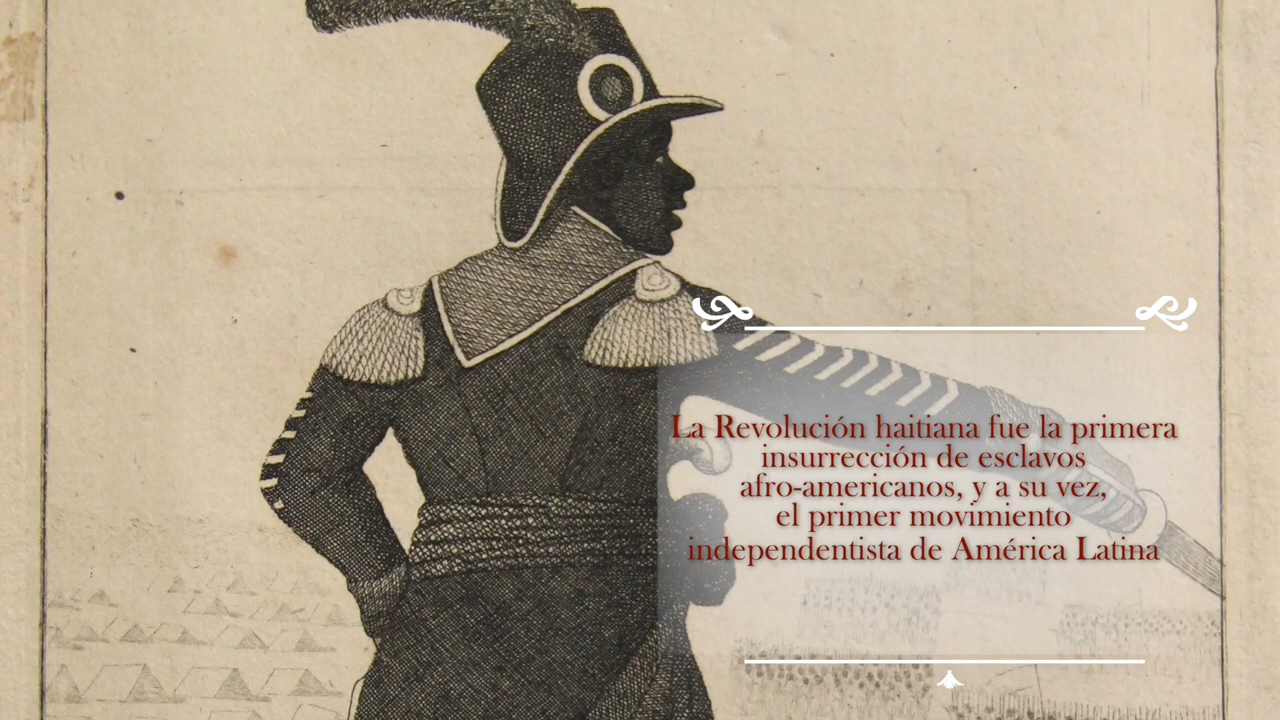 La Revolución haitiana fue la primera
insurrección de esclavos
afro-americanos, y a su vez,
el primer movimiento
independentista de América Latina